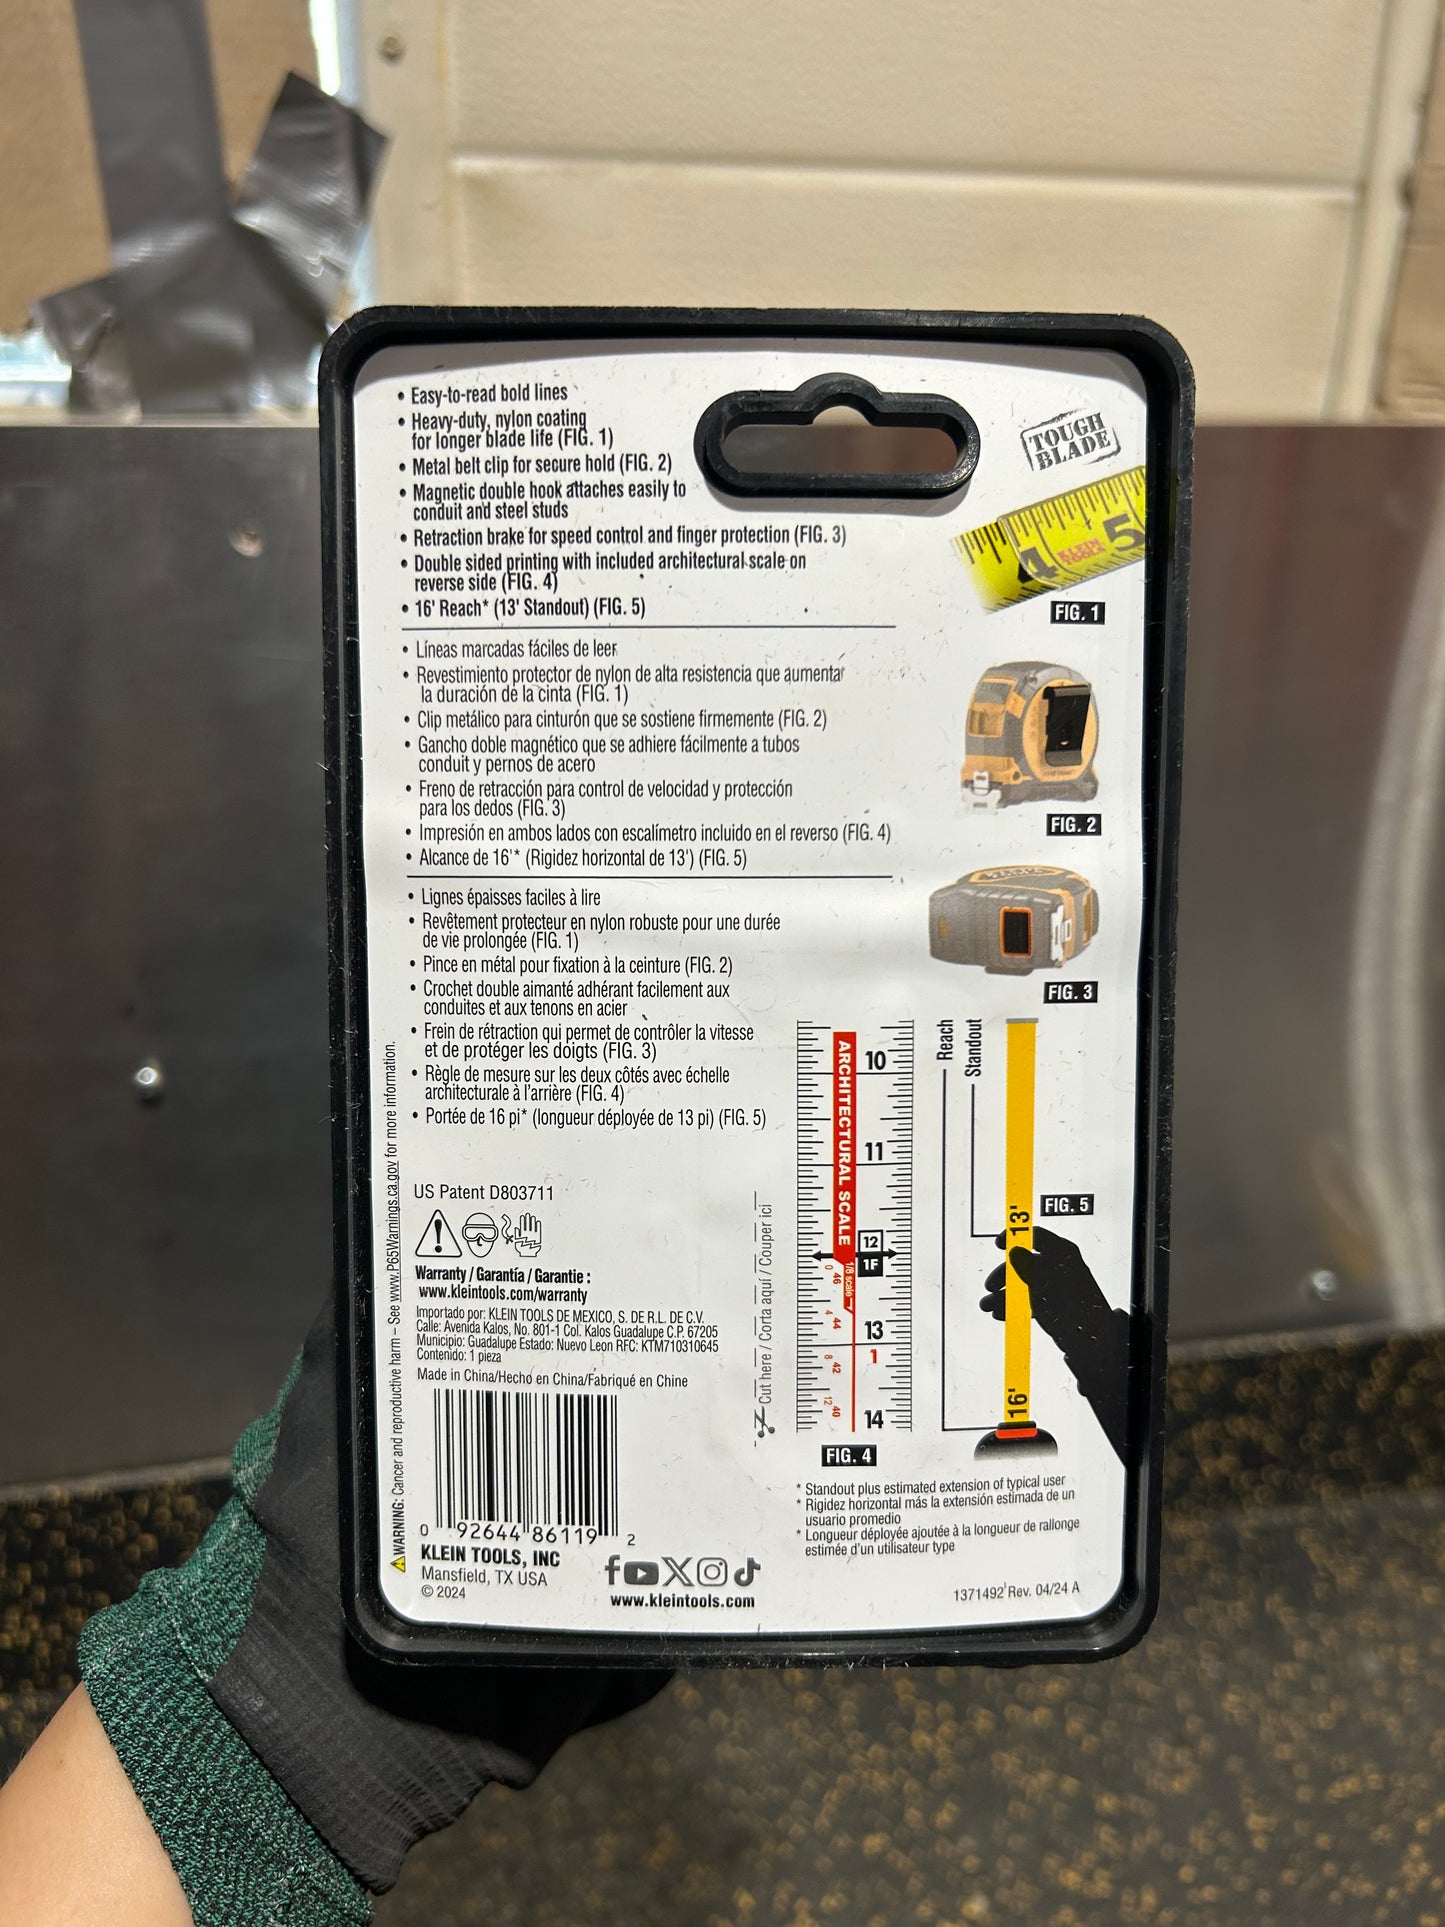 • Easy-to-read bold lines
• Heavy-duty, nylon coating
for longer blade life (FIG. 1)
• Metal belt clip for secure hold (FIG. 2)
• Magnetic double hook attaches easily to
conduit and steel studs
• Retraction brake for speed control and finger protection (FIG. 3)
• Double sided printing with included architectural scale on
reverse side (FIG. 4)
• 16' Reach* (13' Standout) (FIG. 5)
• Líneas marcadas fáciles de leer
• Revestimiento protector de nylon de alta resistencia que aumentar
la duración de la cinta (FIG. 1)
• Clip metálico para cinturón que se sostiene firmemente (FIG. 2)
• Gancho doble magnético que se adhiere fácilmente a tubos
conduit y pernos de acero
• Freno de retracción para control de velocidad y protección
para los dedos (FIG. 3)
• Impresión en ambos lados con escalímetro incluido en el reverso (FIG. 4)
• Alcance de 16'* (Rigidez horizontal de 13') (FIG. 5)
• Lignes épaisses faciles à lire
• Revêtement protecteur en nylon robuste pour une durée
de vie prolongée (FIG. 1)
• Pince en métal pour fixation à la ceinture (FIG. 2)
• Crochet double aimanté adhérant facilement aux
conduites et aux tenons en acier
• Frein de rétraction qui permet de contrôler la vitesse
et de protéger les doigts (FIG. 3)
• Règle de mesure sur les deux côtés avec échelle
architecturale à l'arrière (FIG. 4)
• Portée de 16 pi* (longueur déployée de 13 pi) (FIG. 5)
US Patent D803711
Warranty / Garantía / Garantie :
www.kleintools.com/warranty
Importado por: KLEIN TOOLS DE MEXICO, S. DE R.L. DE C.V.
Calle: Avenida Kalos, No. 801-1 Col. Kalos Guadalupe C.P. 67205
Municipio: Guadalupe Estado: Nuevo Leon RFC: KTM710310645
Contenido: 1 pieza
Made in China/Hecho en China/Fabriqué en Chine
0 92644 86119 2
KLEIN TOOLS, INC
Mansfield, TX USA
© 2024
www.kleintools.com
WARNING: Cancer and reproductive harm – See www.P65Warnings.ca.gov for more information.
TOUGH
BLADE
4 KLEIN TOOLS 5
FIG. 1
FIG. 2
FIG. 3
ARCHITECTURAL SCALE
10
11
12
1F
1/8 scale
0 46
4 44
13
1
8 42
12 40
14
FIG. 4
Cut here / Corta aquí / Couper ici
Reach
Standout
13'
FIG. 5
16'
* Standout plus estimated extension of typical user
* Rigidez horizontal más la extensión estimada de un
usuario promedio
* Longueur déployée ajoutée à la longueur de rallonge
estimée d'un utilisateur type
1371492 Rev. 04/24 A